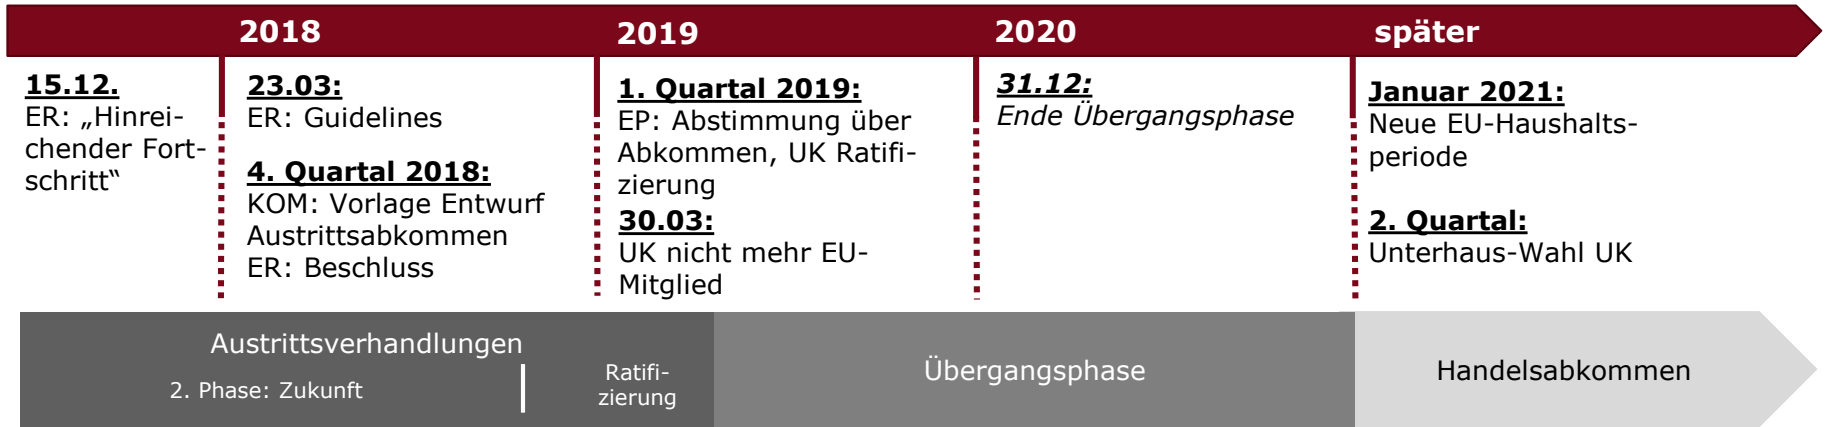 2018
2019
2020
später
15.12.
ER: „Hinrei-
chender Fort-
schritt“
23.03:
ER: Guidelines
4. Quartal 2018:
KOM: Vorlage Entwurf
Austrittsabkommen
ER: Beschluss
1. Quartal 2019:
EP: Abstimmung über
Abkommen, UK Ratifi-
zierung
30.03:
UK nicht mehr EU-
Mitglied
31.12:
Ende Übergangsphase
Januar 2021:
Neue EU-Haushalts-
periode
2. Quartal:
Unterhaus-Wahl UK
Austrittsverhandlungen
2. Phase: Zukunft
Ratifi-
zierung
Übergangsphase
Handelsabkommen